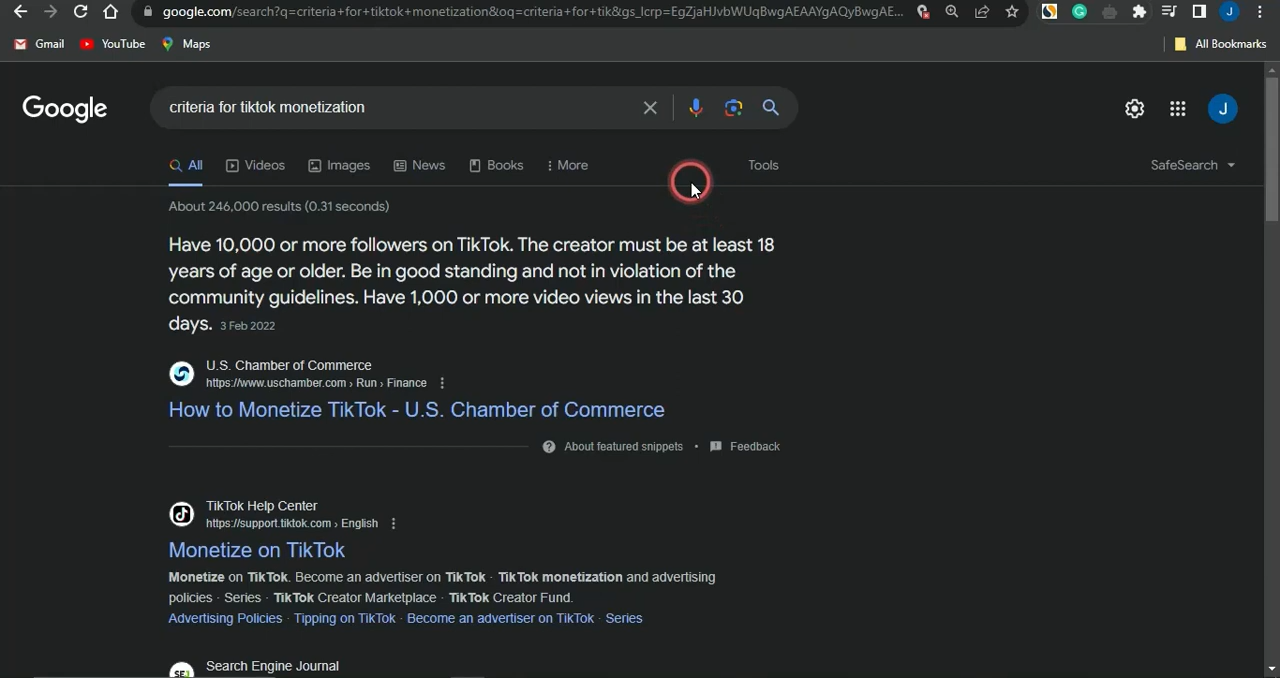 google.com/search?q=criteria+for+tiktok+monetization&oq=criteria+for+tik&gs_lcrp=EgZjaHJvbWUqBwgAEAAYgAQyBwgAE...
J
Gmail YouTube Maps All Bookmarks
Google criteria for tiktok monetization J
All Videos Images News Books More Tools SafeSearch
About 246,000 results (0.31 seconds)
Have 10,000 or more followers on TikTok. The creator must be at least 18
years of age or older. Be in good standing and not in violation of the
community guidelines. Have 1,000 or more video views in the last 30
days. 3 Feb 2022
U.S. Chamber of Commerce
https://www.uschamber.com › Run › Finance
How to Monetize TikTok - U.S. Chamber of Commerce
About featured snippets • Feedback
TikTok Help Center
https://support.tiktok.com › English
Monetize on TikTok
Monetize on TikTok. Become an advertiser on TikTok · TikTok monetization and advertising
policies · Series · TikTok Creator Marketplace · TikTok Creator Fund.
Advertising Policies · Tipping on TikTok · Become an advertiser on TikTok · Series
Search Engine Journal
SEJ